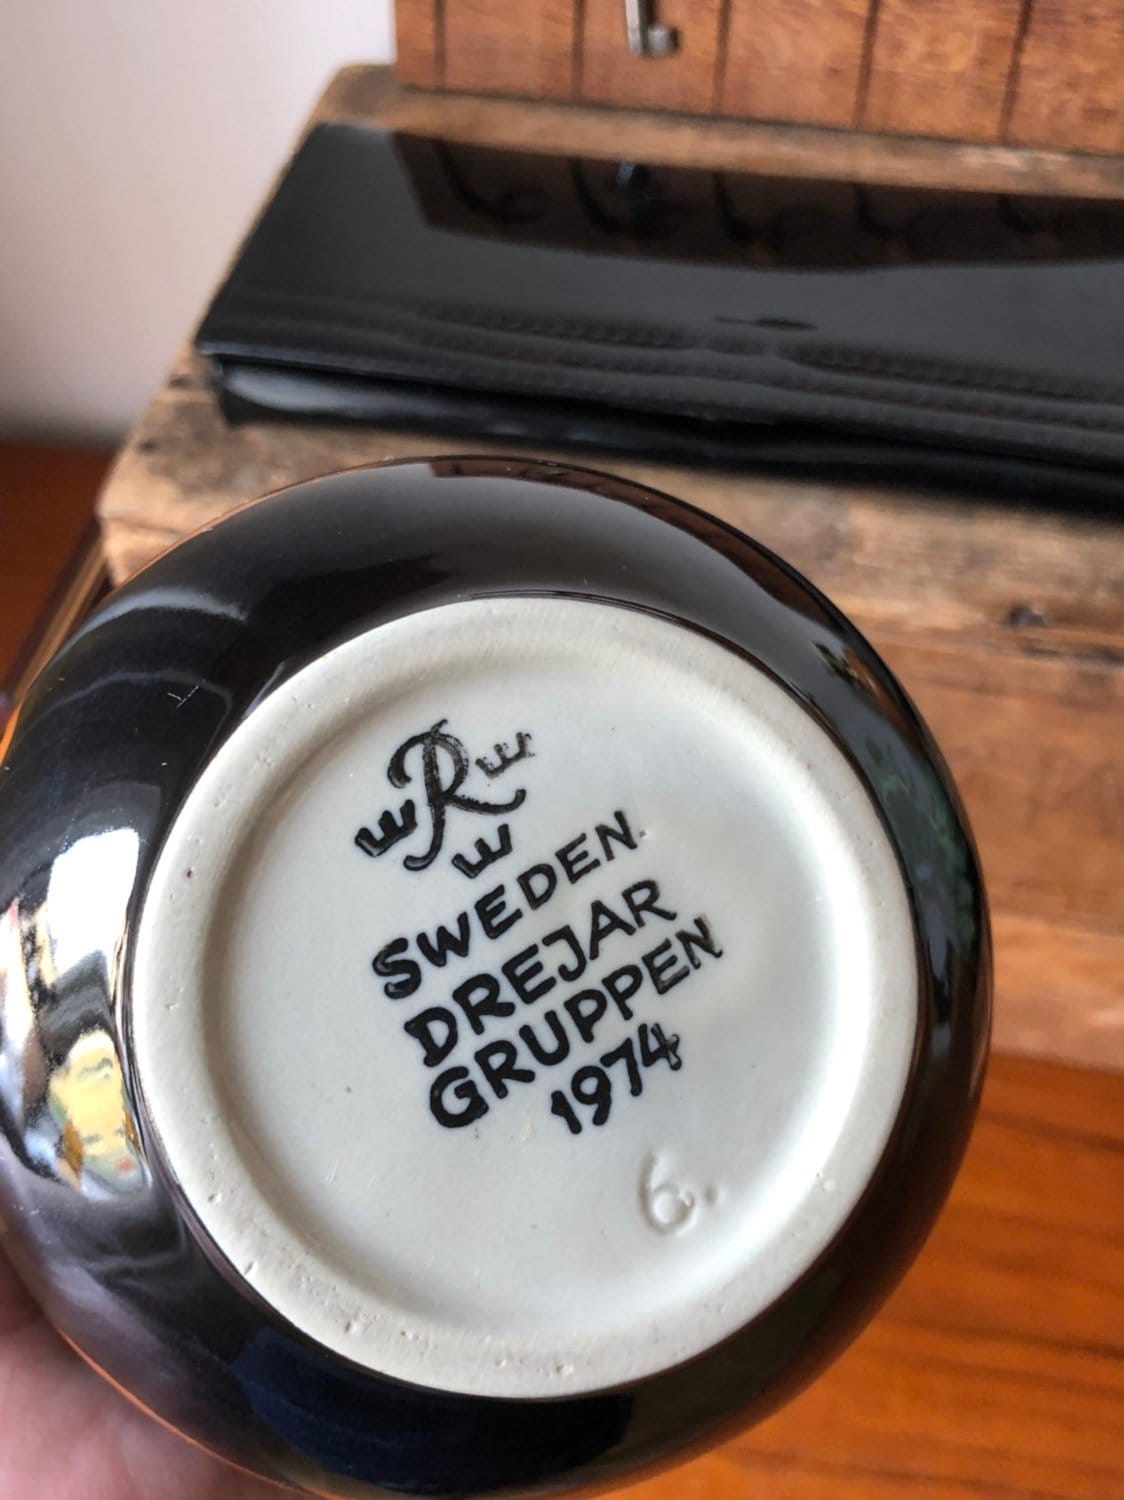 R
SWEDEN.
DREJAR
GRUPPEN
1974
6.